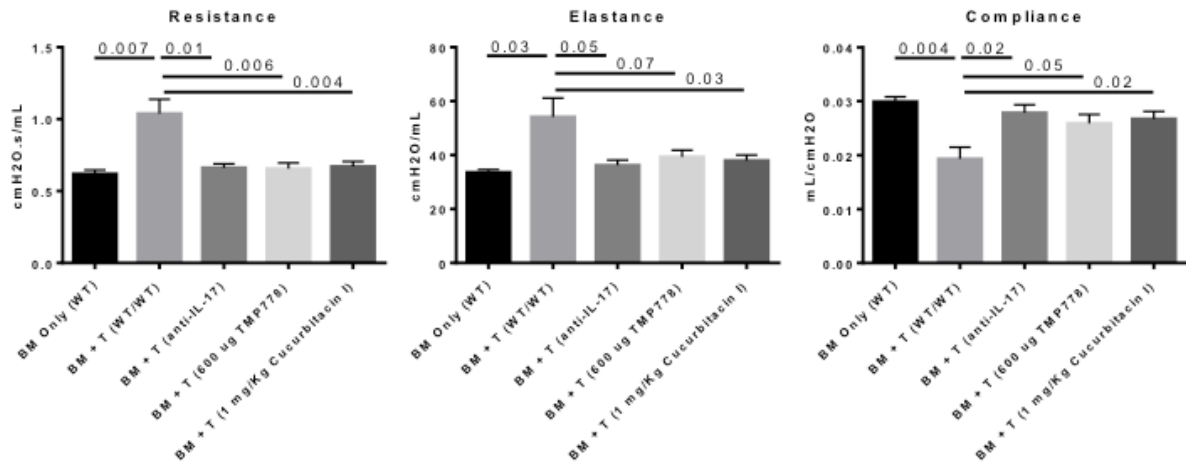 Resistance
0.007 0.01
0.006
0.004
1.5
1.0
0.5
0.0
cmH2O.s/mL
BM Only (WT)
BM + T (WT/WT)
BM + T (anti-IL-17)
BM + T (600 ug TMP778)
BM + T (1 mg/Kg Cucurbitacin I)
Elastance
0.03 0.05
0.07
0.03
80
60
40
20
0
cmH2O/mL
BM Only (WT)
BM + T (WT/WT)
BM + T (anti-IL-17)
BM + T (600 ug TMP778)
BM + T (1 mg/Kg Cucurbitacin I)
Compliance
0.004 0.02
0.05
0.02
0.04
0.03
0.02
0.01
0.00
mL/cmH2O
BM Only (WT)
BM + T (WT/WT)
BM + T (anti-IL-17)
BM + T (600 ug TMP778)
BM + T (1 mg/Kg Cucurbitacin I)